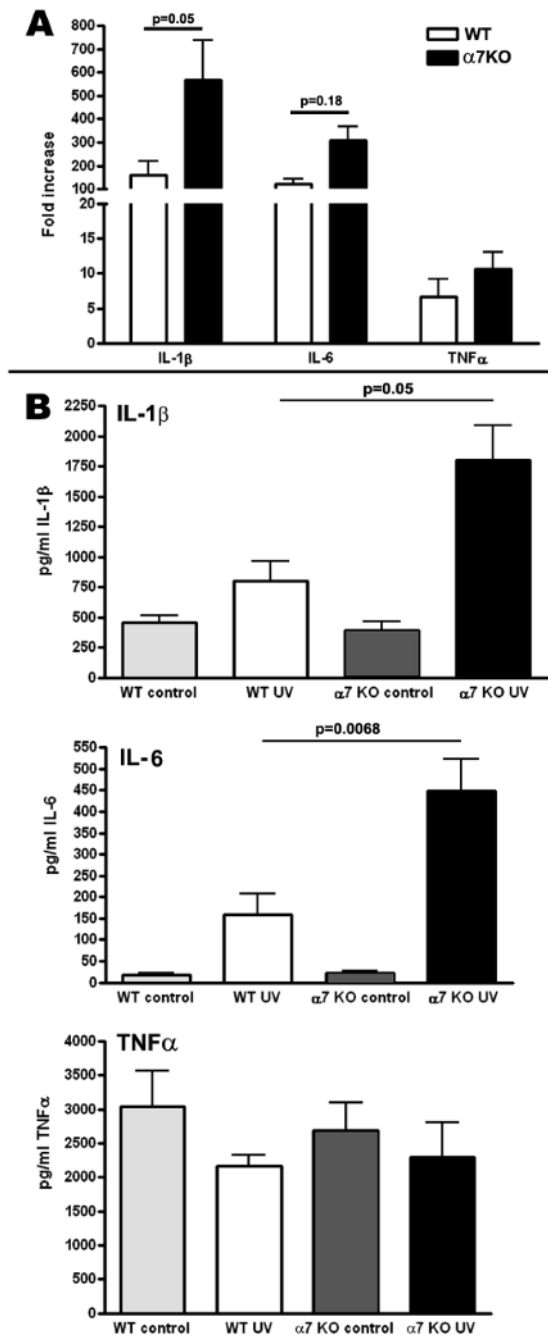 A
p=0.05
WT
α7KO
p=0.18
Fold increase
800
700
600
500
400
300
200
100
20
15
10
5
0
IL-1β IL-6 TNFα
B
IL-1β
p=0.05
pg/ml IL-1β
2250
2000
1750
1500
1250
1000
750
500
250
0
WT control WT UV α7 KO control α7 KO UV
IL-6
p=0.0068
pg/ml IL-6
550
500
450
400
350
300
250
200
150
100
50
0
WT control WT UV α7 KO control α7 KO UV
TNFα
pg/ml TNFα
4000
3500
3000
2500
2000
1500
1000
500
0
WT control WT UV α7 KO control α7 KO UV